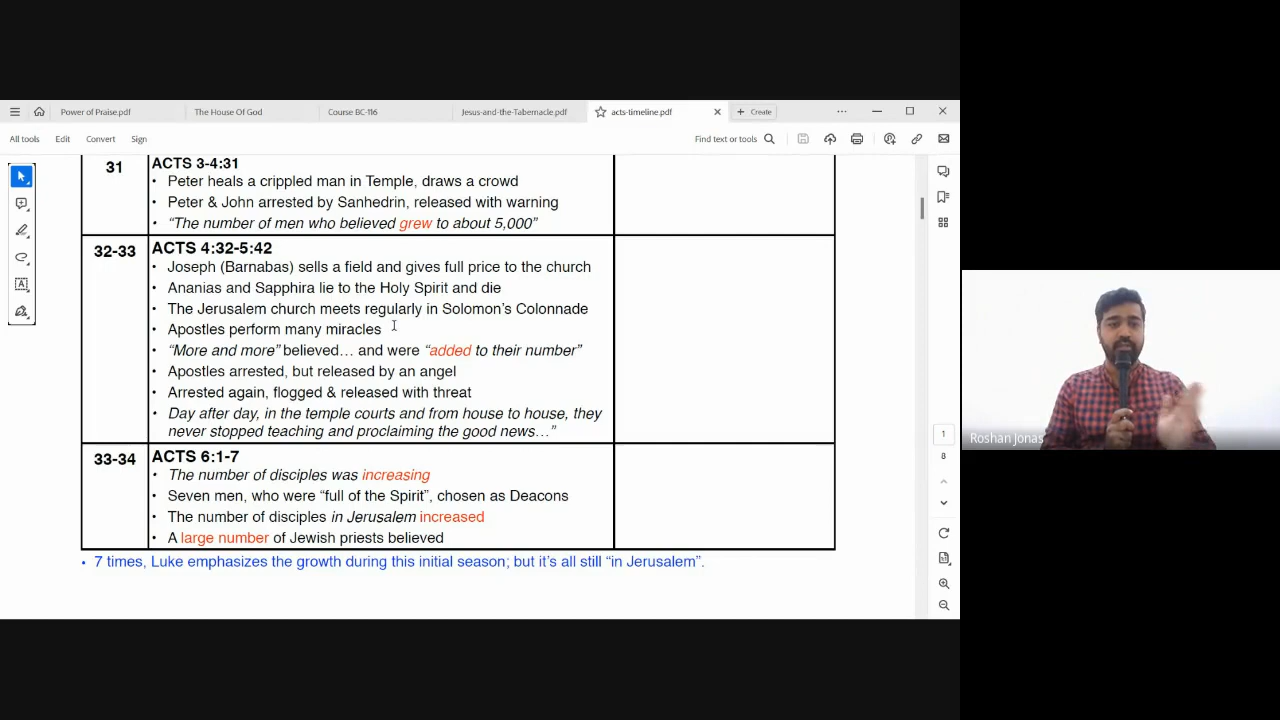 Power of Praise.pdf
The House Of God
Course BC-116
Jesus-and-the-Tabernacle.pdf
acts-timeline.pdf
Create
All tools
Edit
Convert
Sign
Find text or tools
31
ACTS 3-4:31
• Peter heals a crippled man in Temple, draws a crowd
• Peter & John arrested by Sanhedrin, released with warning
• “The number of men who believed grew to about 5,000”
32-33
ACTS 4:32-5:42
• Joseph (Barnabas) sells a field and gives full price to the church
• Ananias and Sapphira lie to the Holy Spirit and die
• The Jerusalem church meets regularly in Solomon’s Colonnade
• Apostles perform many miracles
• “More and more” believed… and were “added to their number”
• Apostles arrested, but released by an angel
• Arrested again, flogged & released with threat
• Day after day, in the temple courts and from house to house, they
never stopped teaching and proclaiming the good news…”
33-34
ACTS 6:1-7
• The number of disciples was increasing
• Seven men, who were “full of the Spirit”, chosen as Deacons
• The number of disciples in Jerusalem increased
• A large number of Jewish priests believed
• 7 times, Luke emphasizes the growth during this initial season; but it’s all still “in Jerusalem”.
1
8
Roshan Jonas